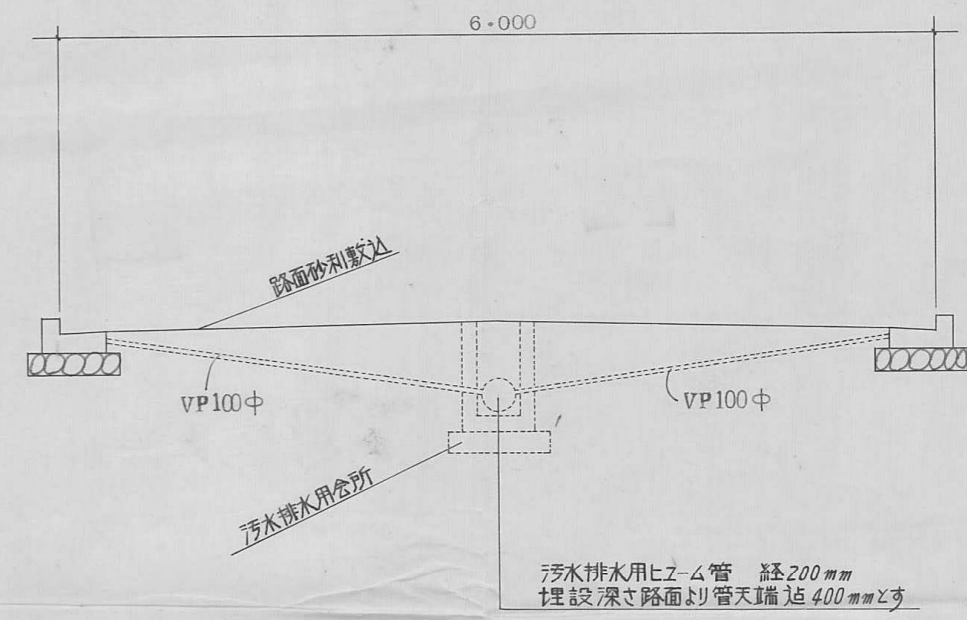 6・000
路面砂利敷込
VP100φ
VP100φ
汚水排水用会所
汚水排水用ヒューム管 経200mm
埋設深さ路面より管天端迠400mmとす